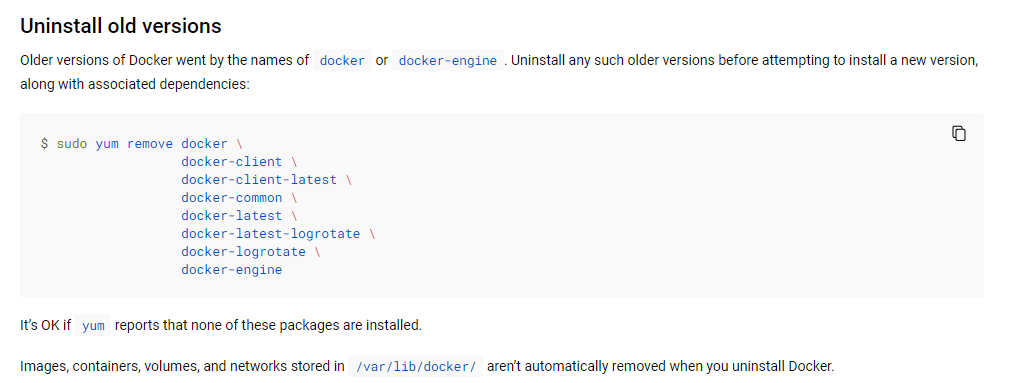 Uninstall old versions
Older versions of Docker went by the names of docker or docker-engine . Uninstall any such older versions before attempting to install a new version,
along with associated dependencies:
$ sudo yum remove docker \
docker-client \
docker-client-latest \
docker-common \
docker-latest \
docker-latest-logrotate \
docker-logrotate \
docker-engine
It’s OK if yum reports that none of these packages are installed.
Images, containers, volumes, and networks stored in /var/lib/docker/ aren’t automatically removed when you uninstall Docker.